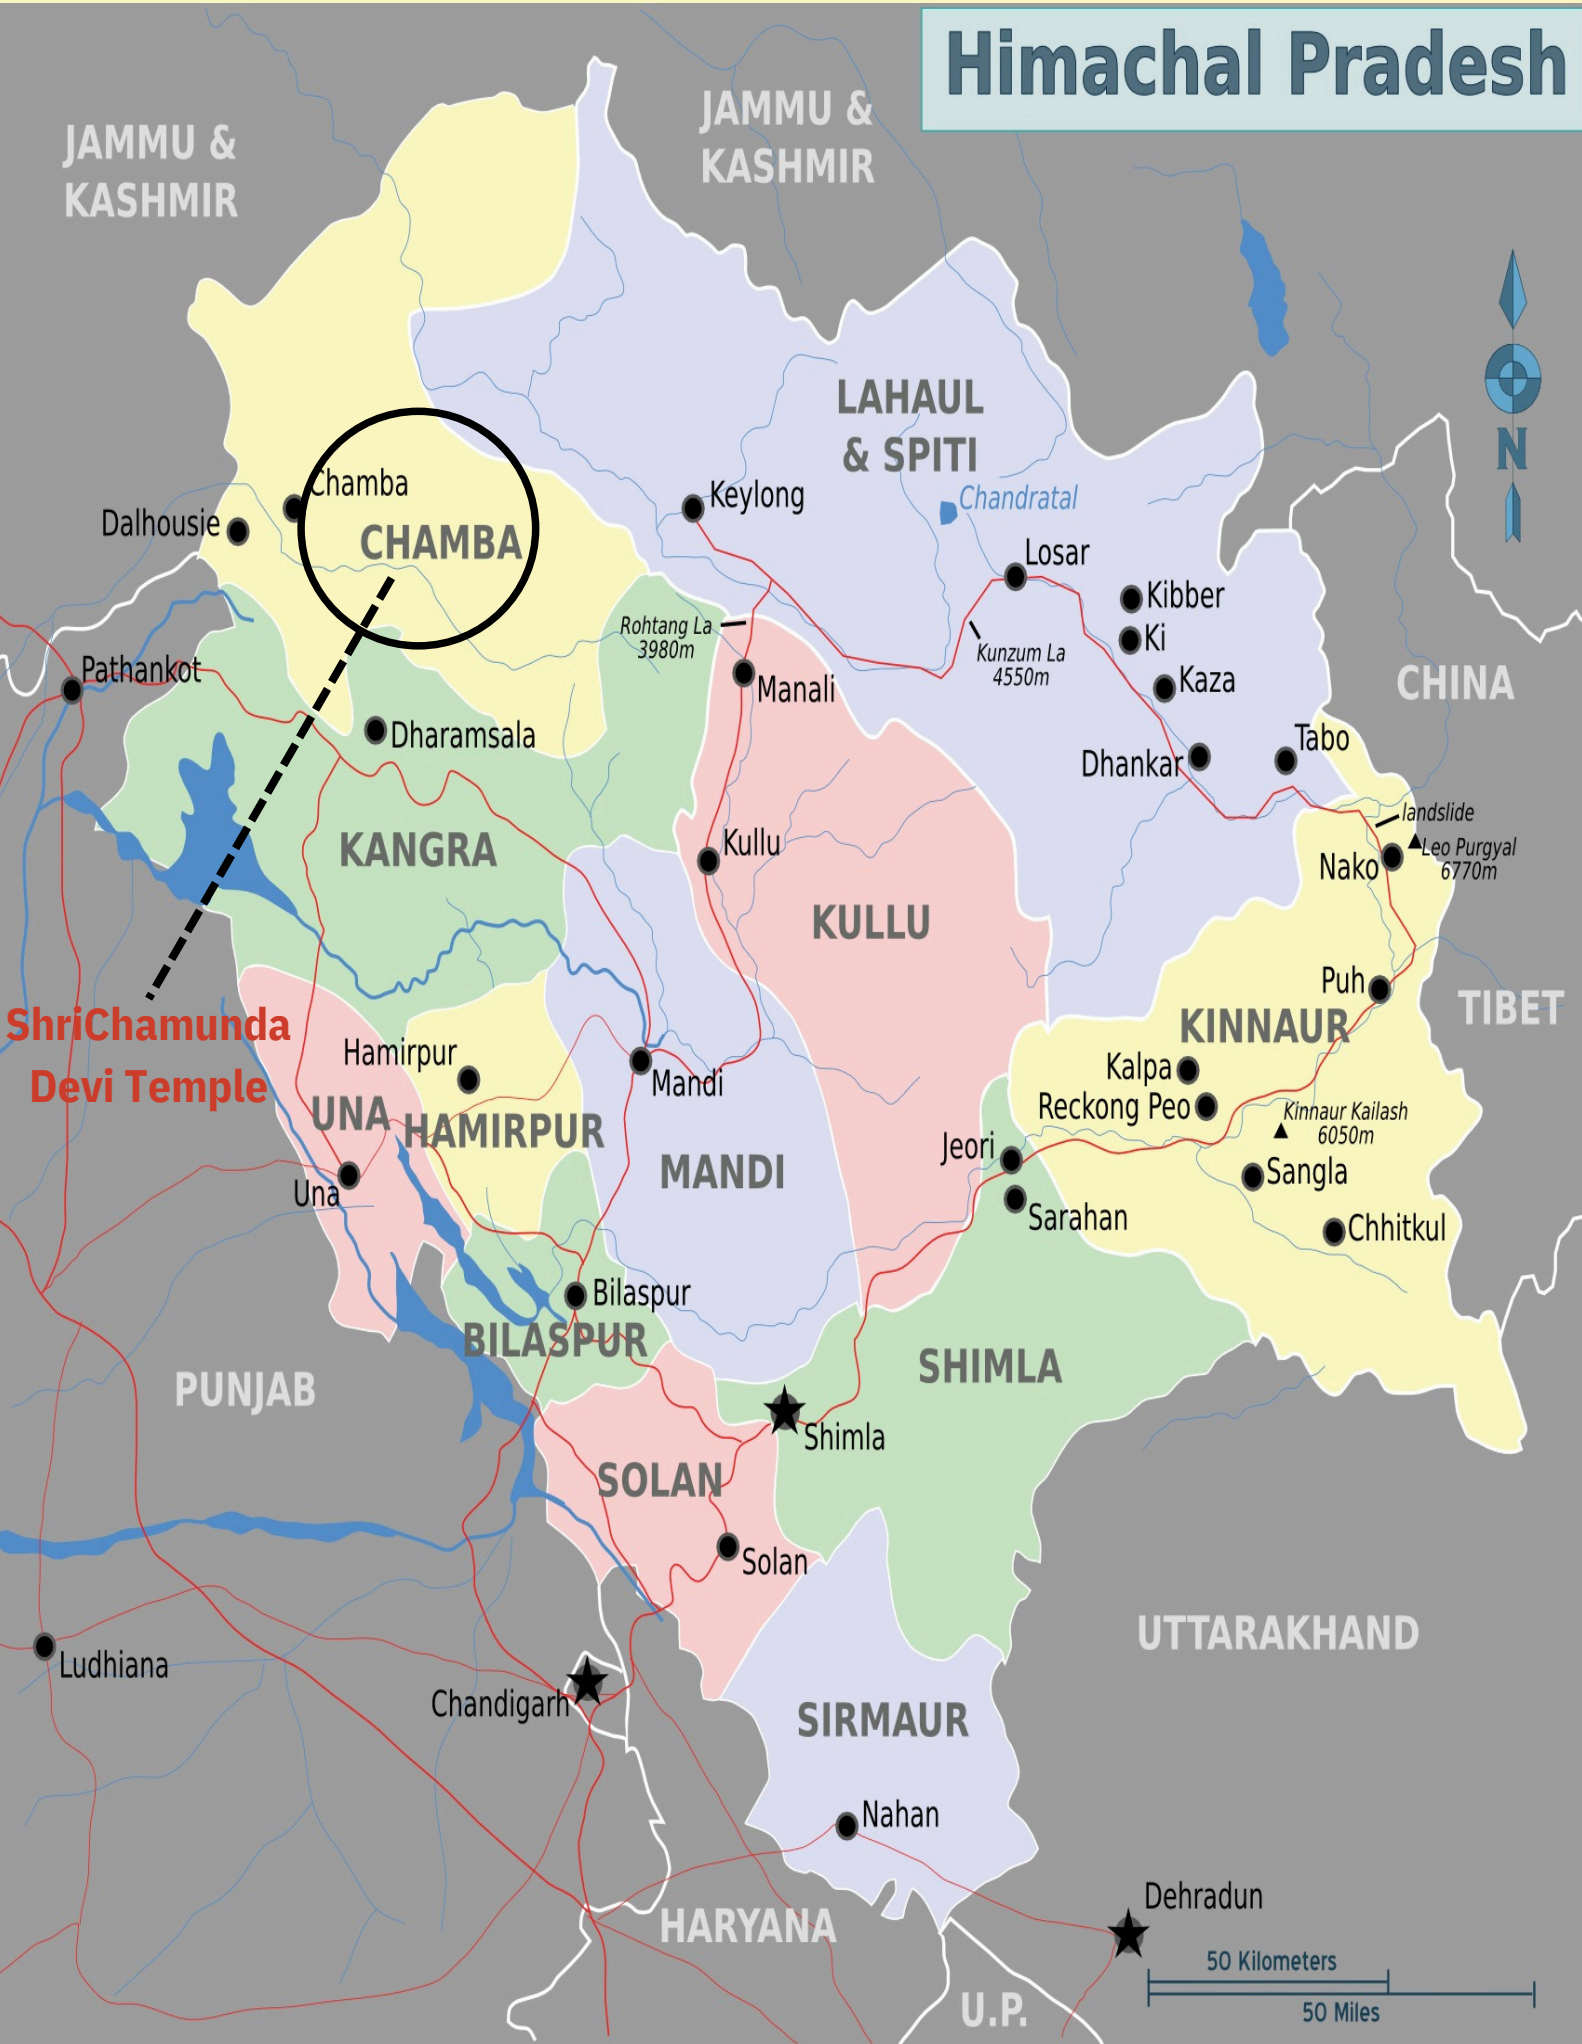 Himachal Pradesh
JAMMU &
KASHMIR
JAMMU &
KASHMIR
LAHAUL
& SPITI
Chamba
Keylong
Chandratal
N
Dalhousie
CHAMBA
Losar
Kibber
Rohtang La
3980m
Ki
Kunzum La
4550m
Pathankot
Manali
Kaza
CHINA
Dharamsala
Dhankar
Tabo
landslide
KANGRA
Kullu
Leo Purgyal
6770m
Nako
KULLU
Puh
ShriChamunda
Devi Temple
KINNAUR
TIBET
Hamirpur
Mandi
Kalpa
Reckong Peo
Kinnaur Kailash
6050m
UNA
HAMIRPUR
Jeori
MANDI
Sangla
Una
Sarahan
Chhitkul
Bilaspur
BILASPUR
PUNJAB
SHIMLA
Shimla
SOLAN
Solan
UTTARAKHAND
Ludhiana
Chandigarh
SIRMAUR
Nahan
Dehradun
HARYANA
50 Kilometers
50 Miles
U.P.